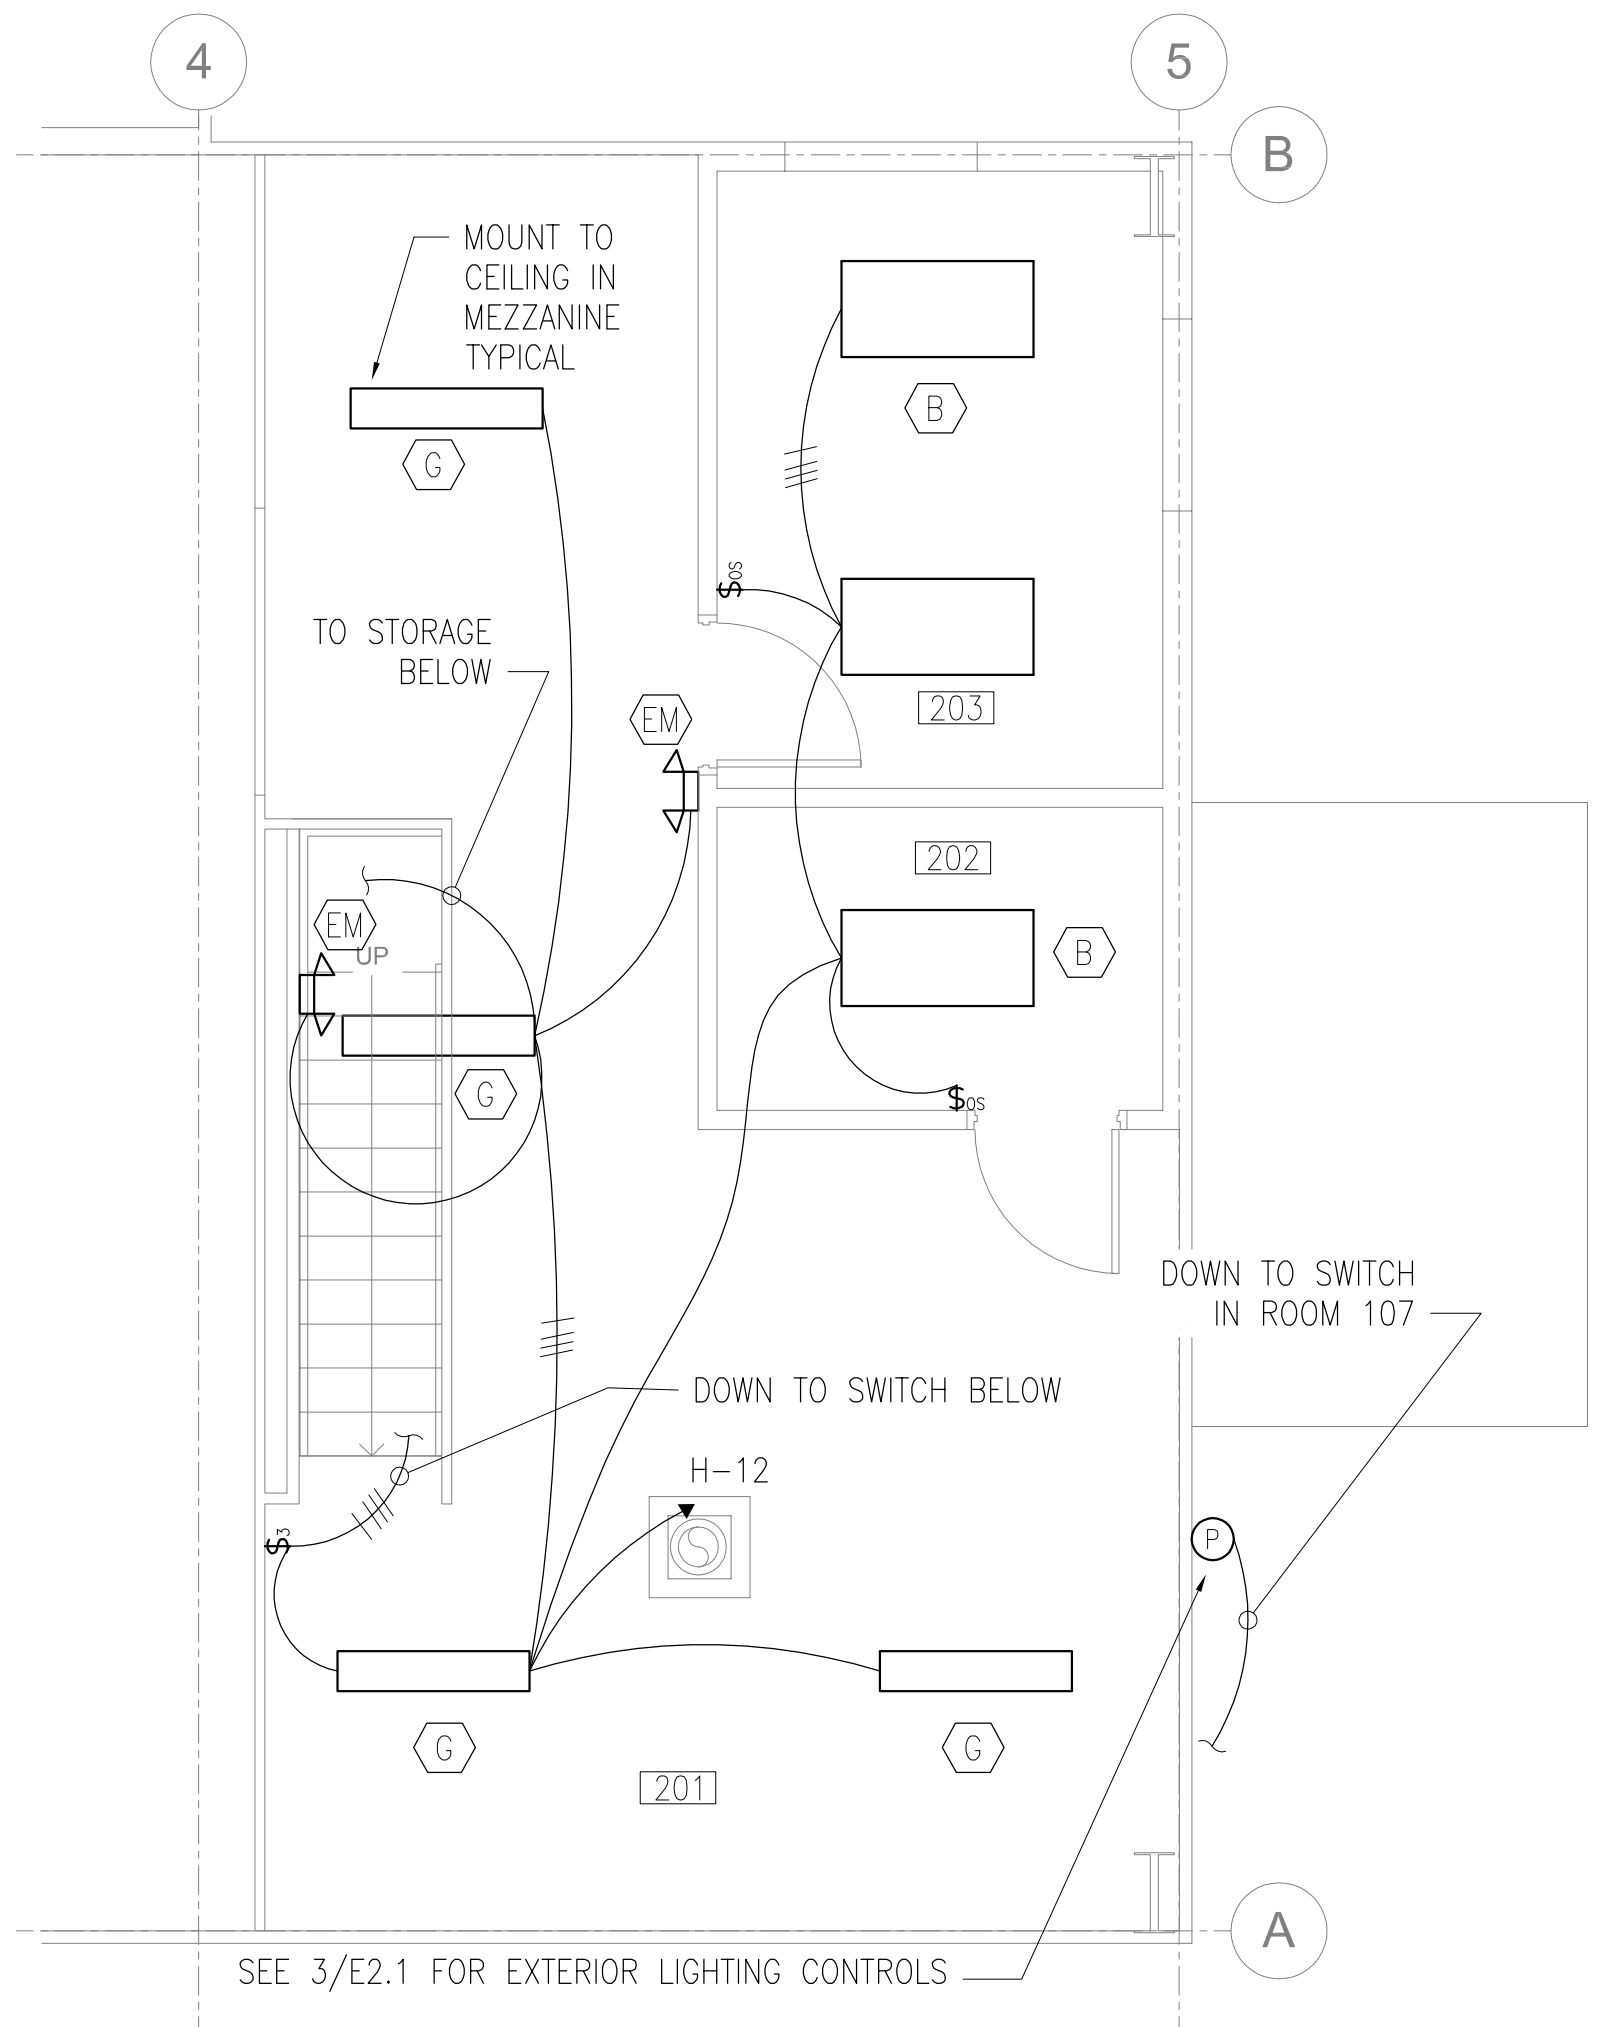 4
5
B
MOUNT TO
CEILING IN
MEZZANINE
TYPICAL
B
G
$OS
TO STORAGE
BELOW
203
EM
202
EM
UP
B
G
$OS
DOWN TO SWITCH
IN ROOM 107
DOWN TO SWITCH BELOW
H-12
$3
P
G
G
201
A
SEE 3/E2.1 FOR EXTERIOR LIGHTING CONTROLS